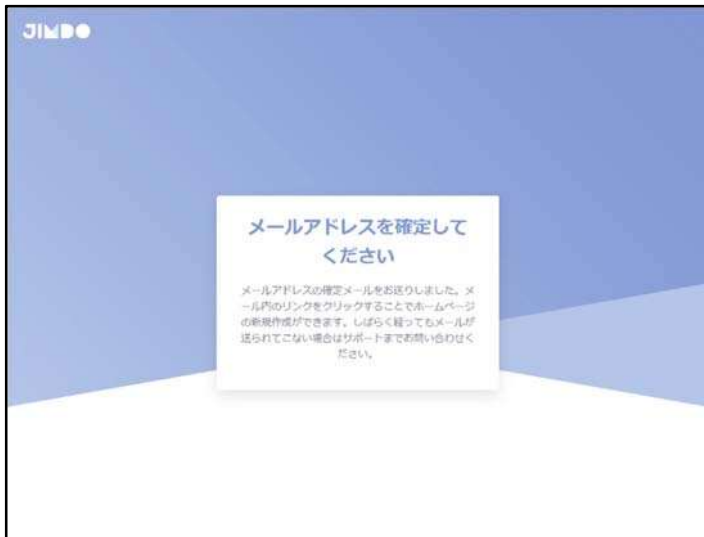 JIMDO
メールアドレスを確定して
ください
メールアドレスの確定メールをお送りしました。メ
ール内のリンクをクリックすることでホームページ
の新規作成ができます。しばらく経ってもメールが
送られてこない場合はサポートまでお問い合わせく
ださい。